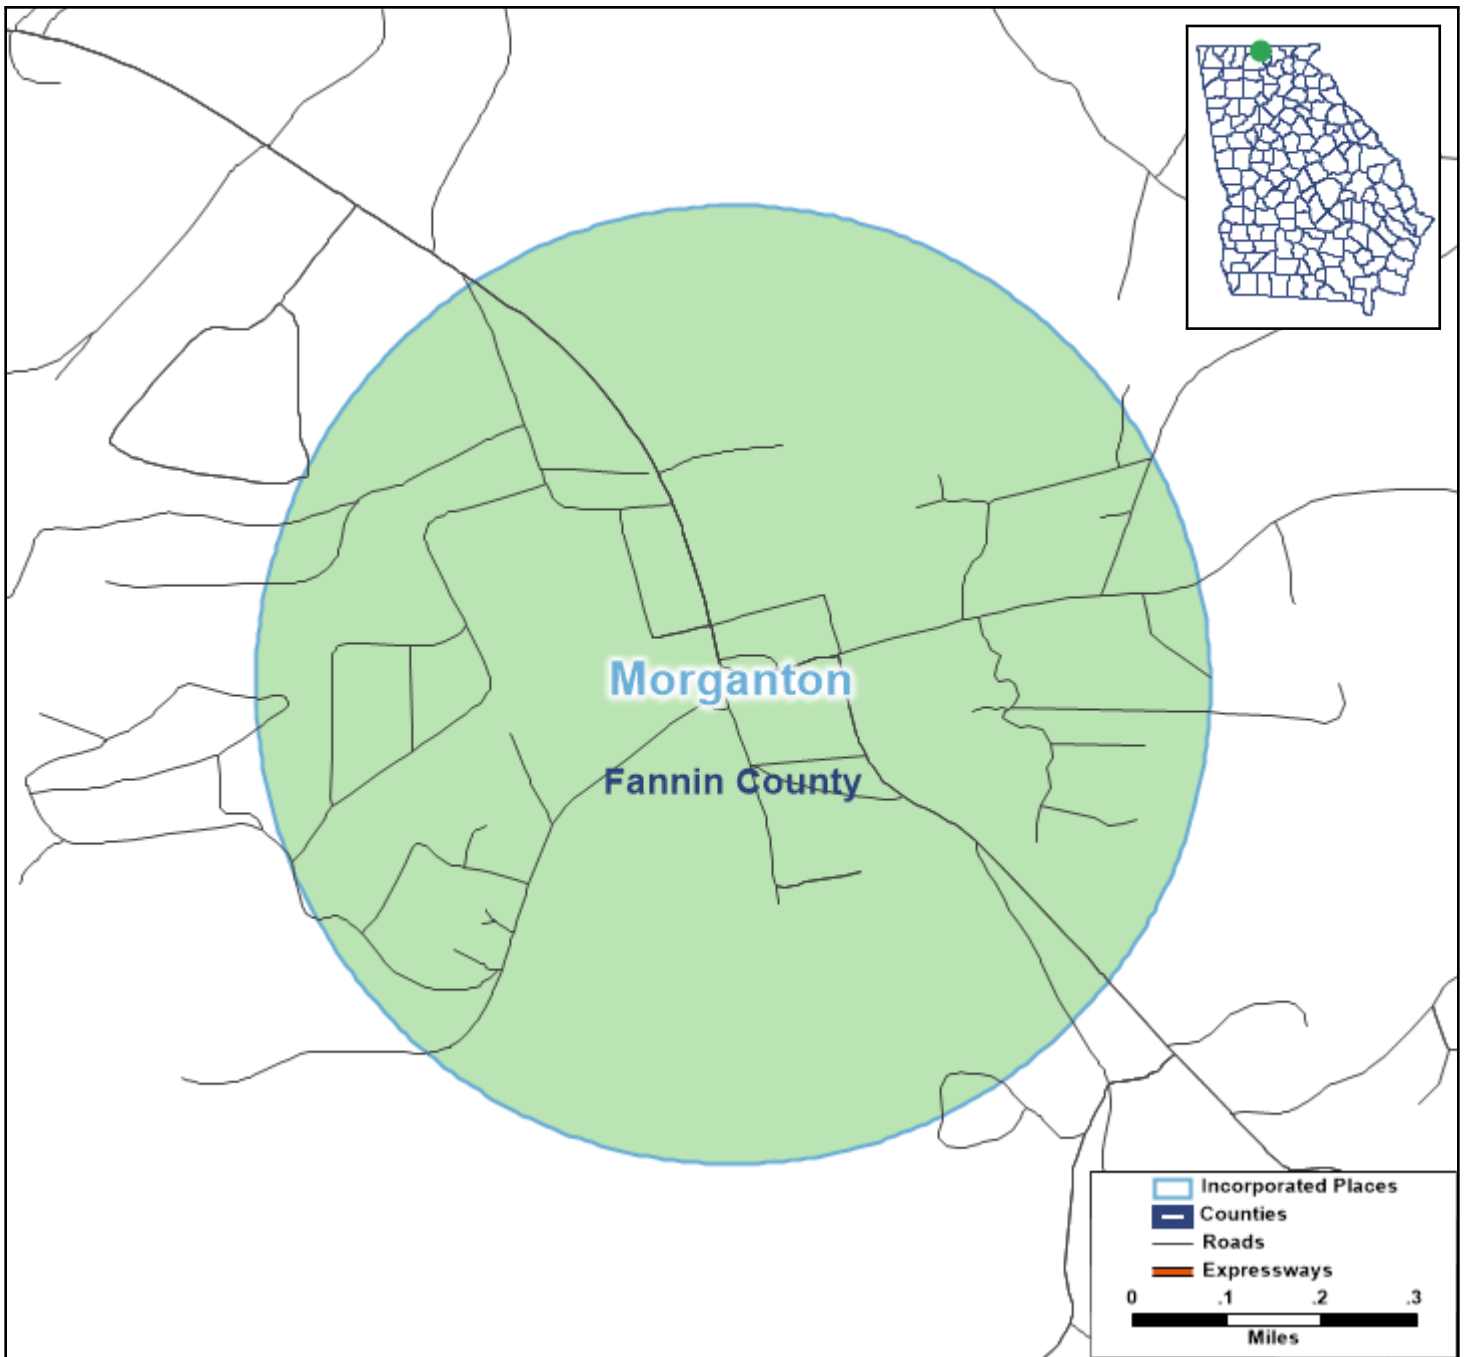 Morganton
Fannin County
Incorporated Places
Counties
Roads
Expressways
0 .1 .2 .3
Miles